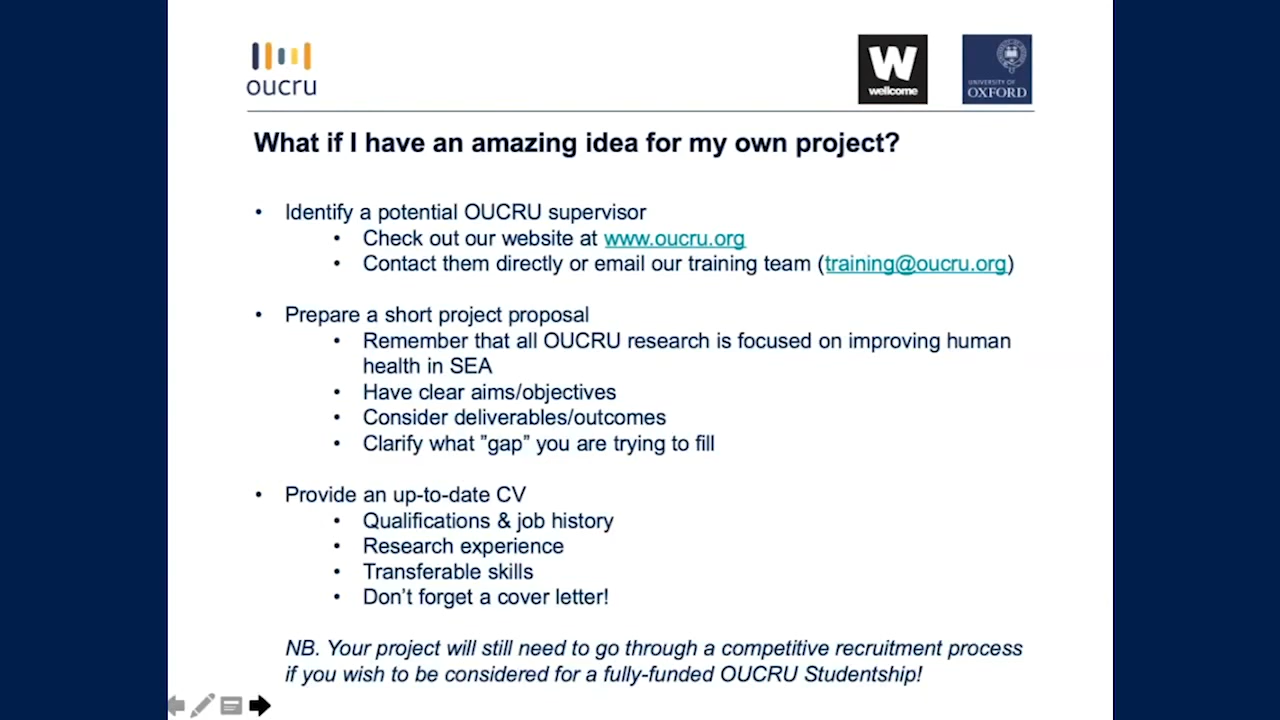 oucru
W
wellcome
UNIVERSITY OF
OXFORD
What if I have an amazing idea for my own project?
• Identify a potential OUCRU supervisor
• Check out our website at www.oucru.org
• Contact them directly or email our training team (training@oucru.org)
• Prepare a short project proposal
• Remember that all OUCRU research is focused on improving human
health in SEA
• Have clear aims/objectives
• Consider deliverables/outcomes
• Clarify what ”gap” you are trying to fill
• Provide an up-to-date CV
• Qualifications & job history
• Research experience
• Transferable skills
• Don’t forget a cover letter!
NB. Your project will still need to go through a competitive recruitment process
if you wish to be considered for a fully-funded OUCRU Studentship!